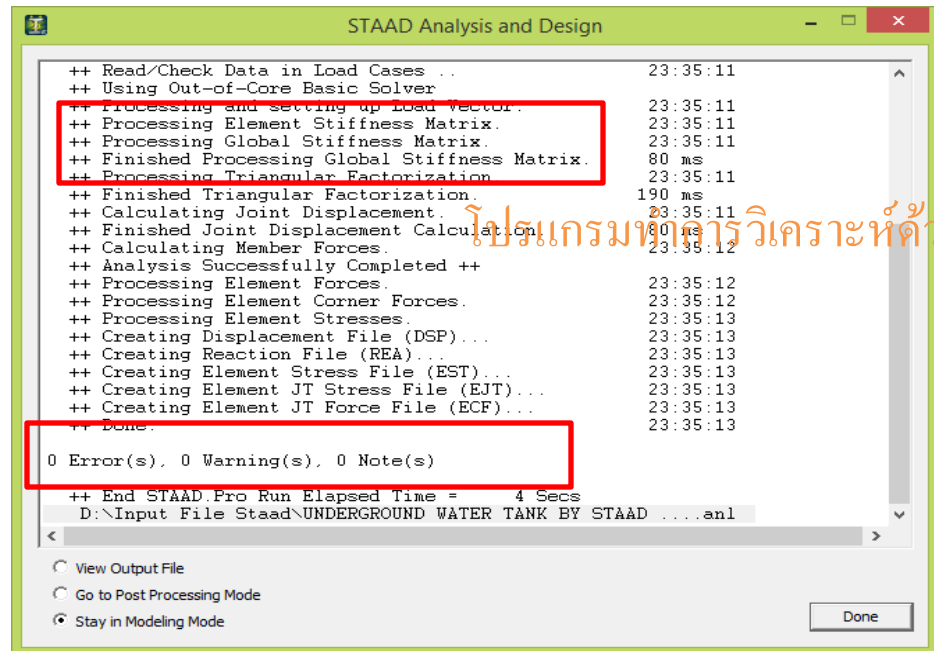 STAAD Analysis and Design
++ Read/Check Data in Load Cases .. 23:35:11
++ Using Out-of-Core Basic Solver
++ Processing and setting up Load Vector. 23:35:11
++ Processing Element Stiffness Matrix. 23:35:11
++ Processing Global Stiffness Matrix. 23:35:11
++ Finished Processing Global Stiffness Matrix. 80 ms
++ Processing Triangular Factorization. 23:35:11
++ Finished Triangular Factorization. 190 ms
++ Calculating Joint Displacement. 23:35:11
++ Finished Joint Displacement Calculation. 80 ms
โปรแกรมทำการวิเคราะห์ด้ว
++ Calculating Member Forces. 23:35:12
++ Analysis Successfully Completed ++
++ Processing Element Forces. 23:35:12
++ Processing Element Corner Forces. 23:35:12
++ Processing Element Stresses. 23:35:13
++ Creating Displacement File (DSP)... 23:35:13
++ Creating Reaction File (REA)... 23:35:13
++ Creating Element Stress File (EST)... 23:35:13
++ Creating Element JT Stress File (EJT)... 23:35:13
++ Creating Element JT Force File (ECF)... 23:35:13
++ Done. 23:35:13
0 Error(s), 0 Warning(s), 0 Note(s)
++ End STAAD.Pro Run Elapsed Time = 4 Secs
D:\Input File Staad\UNDERGROUND WATER TANK BY STAAD ....anl
View Output File
Go to Post Processing Mode
Stay in Modeling Mode
Done